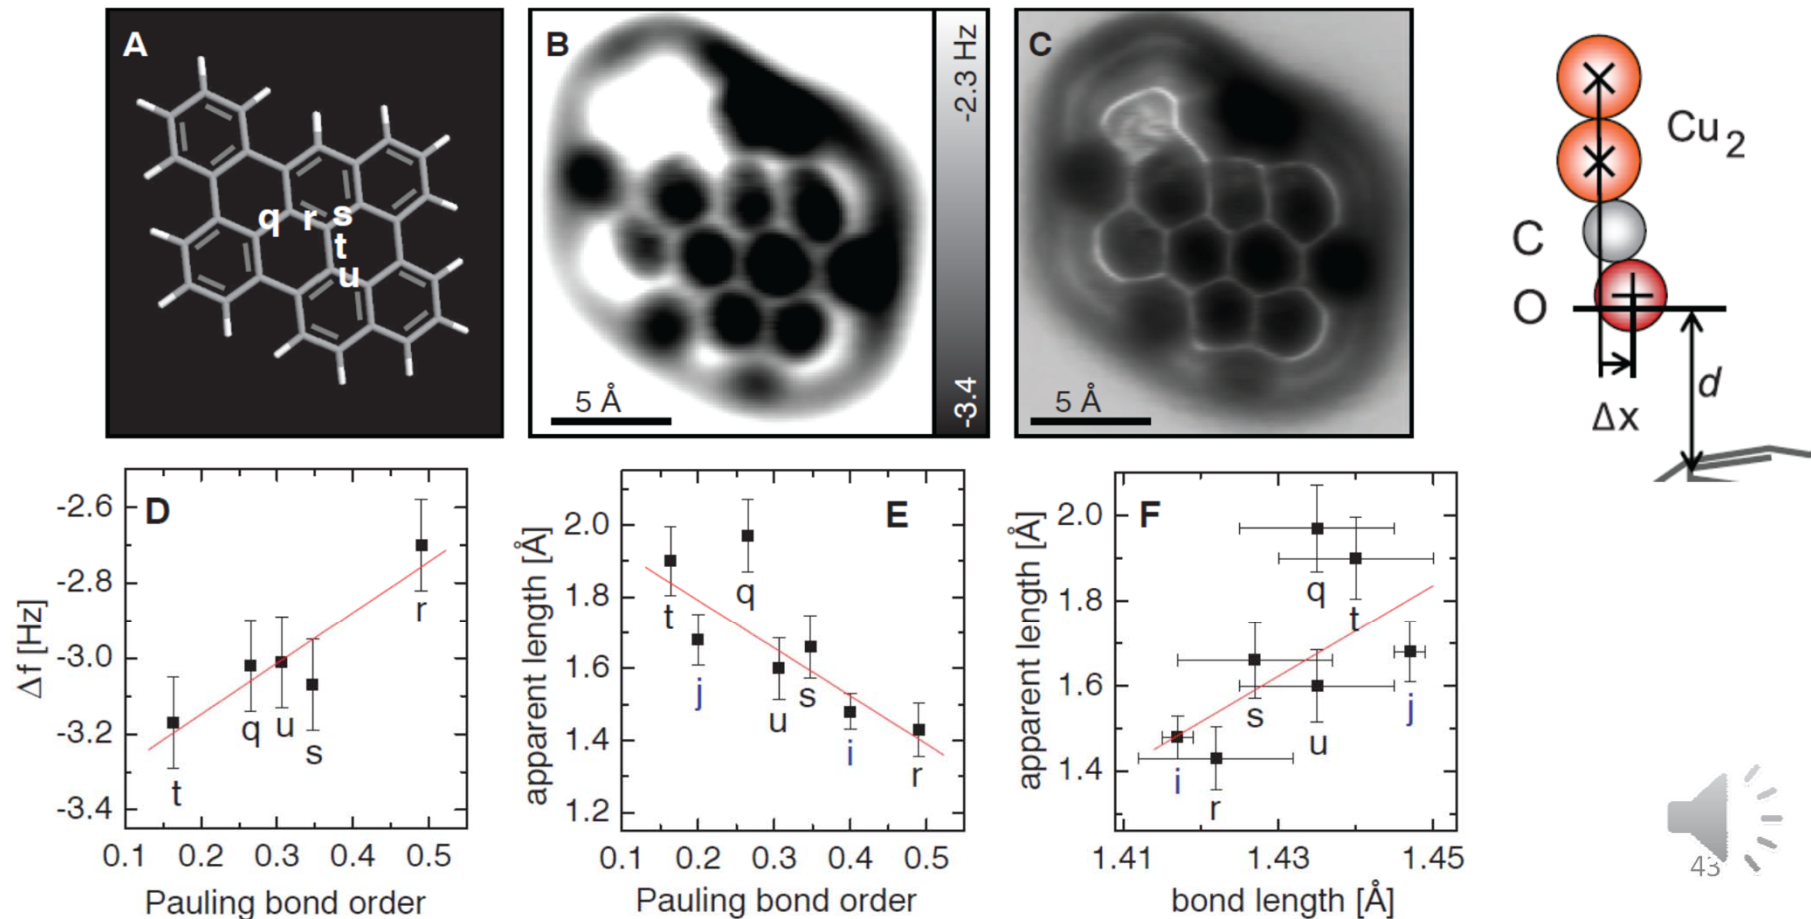 A
q r s
t
u
B
-2.3 Hz
-3.4
5 Å
C
5 Å
Cu2
C
O
Δx
d
D
Δf [Hz]
-2.6
-2.8
-3.0
-3.2
-3.4
t
q
u
s
r
0.1 0.2 0.3 0.4 0.5
Pauling bond order
E
apparent length [Å]
2.0
1.8
1.6
1.4
1.2
t
q
j
u
s
i
r
0.1 0.2 0.3 0.4 0.5
Pauling bond order
F
apparent length [Å]
2.0
1.8
1.6
1.4
q
t
s
u
j
i
r
1.41 1.43 1.45
bond length [Å]
43